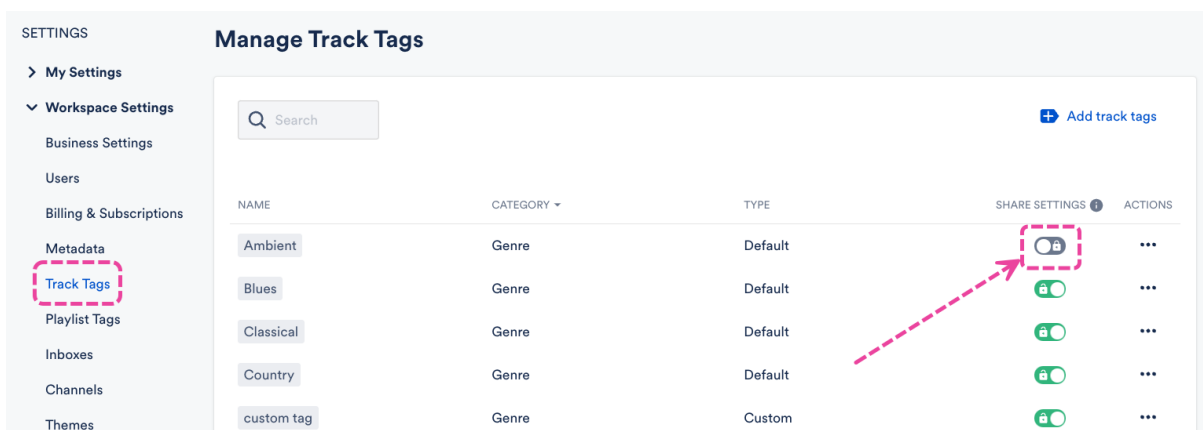 SETTINGS
My Settings
Workspace Settings
Business Settings
Users
Billing & Subscriptions
Metadata
Track Tags
Playlist Tags
Inboxes
Channels
Themes
Manage Track Tags
Search
Add track tags
NAME CATEGORY TYPE SHARE SETTINGS ACTIONS
Ambient Genre Default
Blues Genre Default
Classical Genre Default
Country Genre Default
custom tag Genre Custom